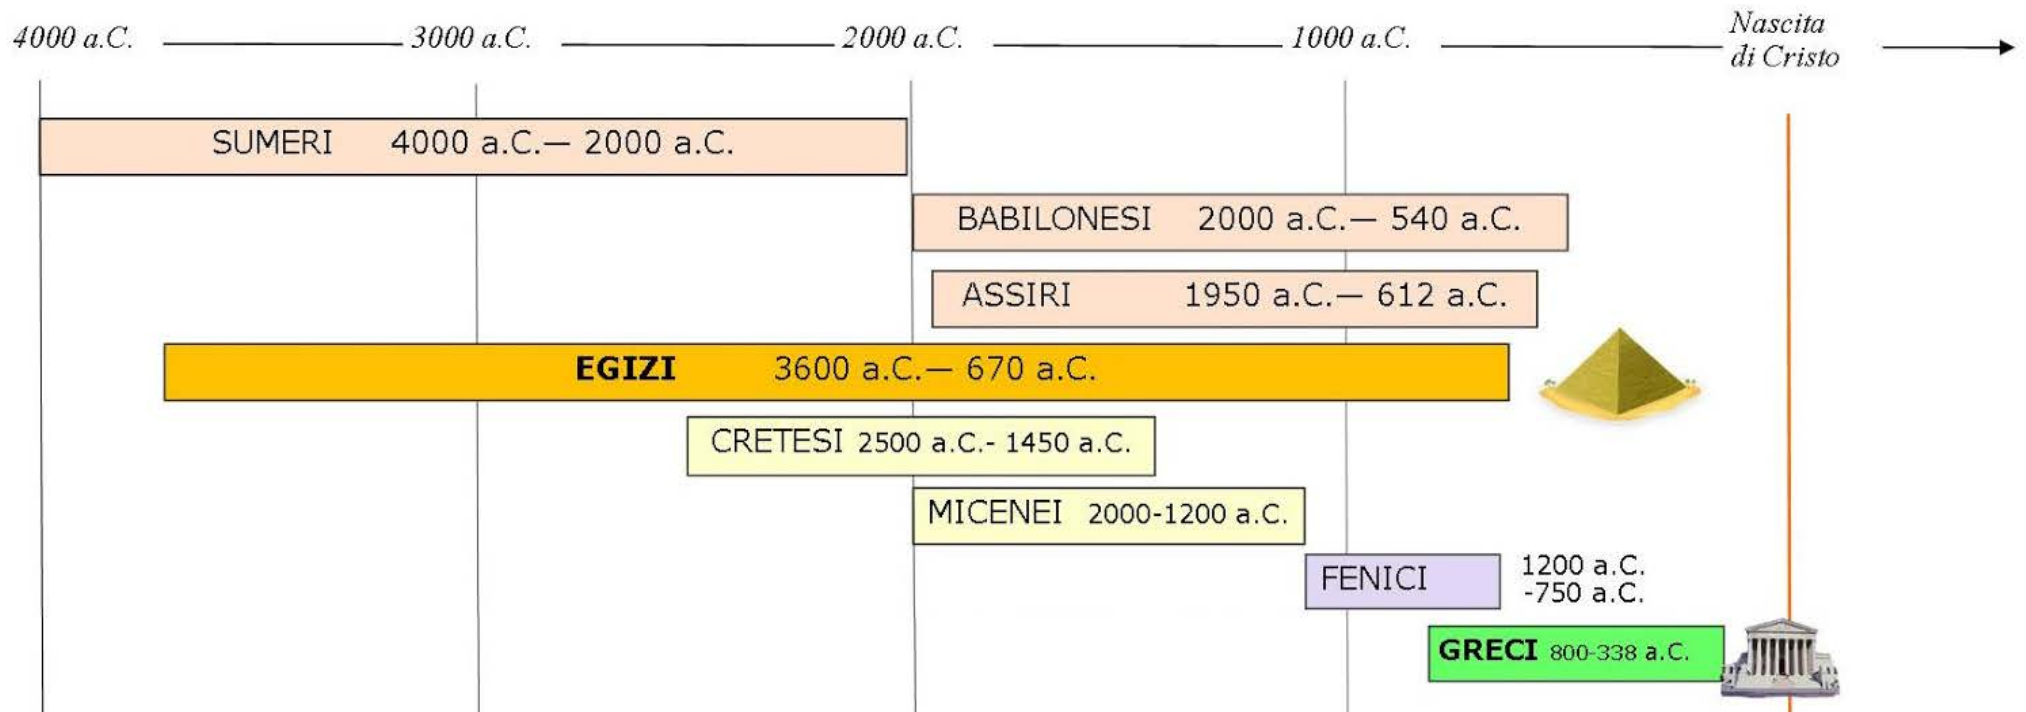 4000 a.C. 3000 a.C. 2000 a.C. 1000 a.C. Nascita
di Cristo
SUMERI 4000 a.C.— 2000 a.C.
BABILONESI 2000 a.C.— 540 a.C.
ASSIRI 1950 a.C.— 612 a.C.
EGIZI 3600 a.C.— 670 a.C.
CRETESI 2500 a.C.- 1450 a.C.
MICENEI 2000-1200 a.C.
FENICI 1200 a.C.
-750 a.C.
GRECI 800-338 a.C.